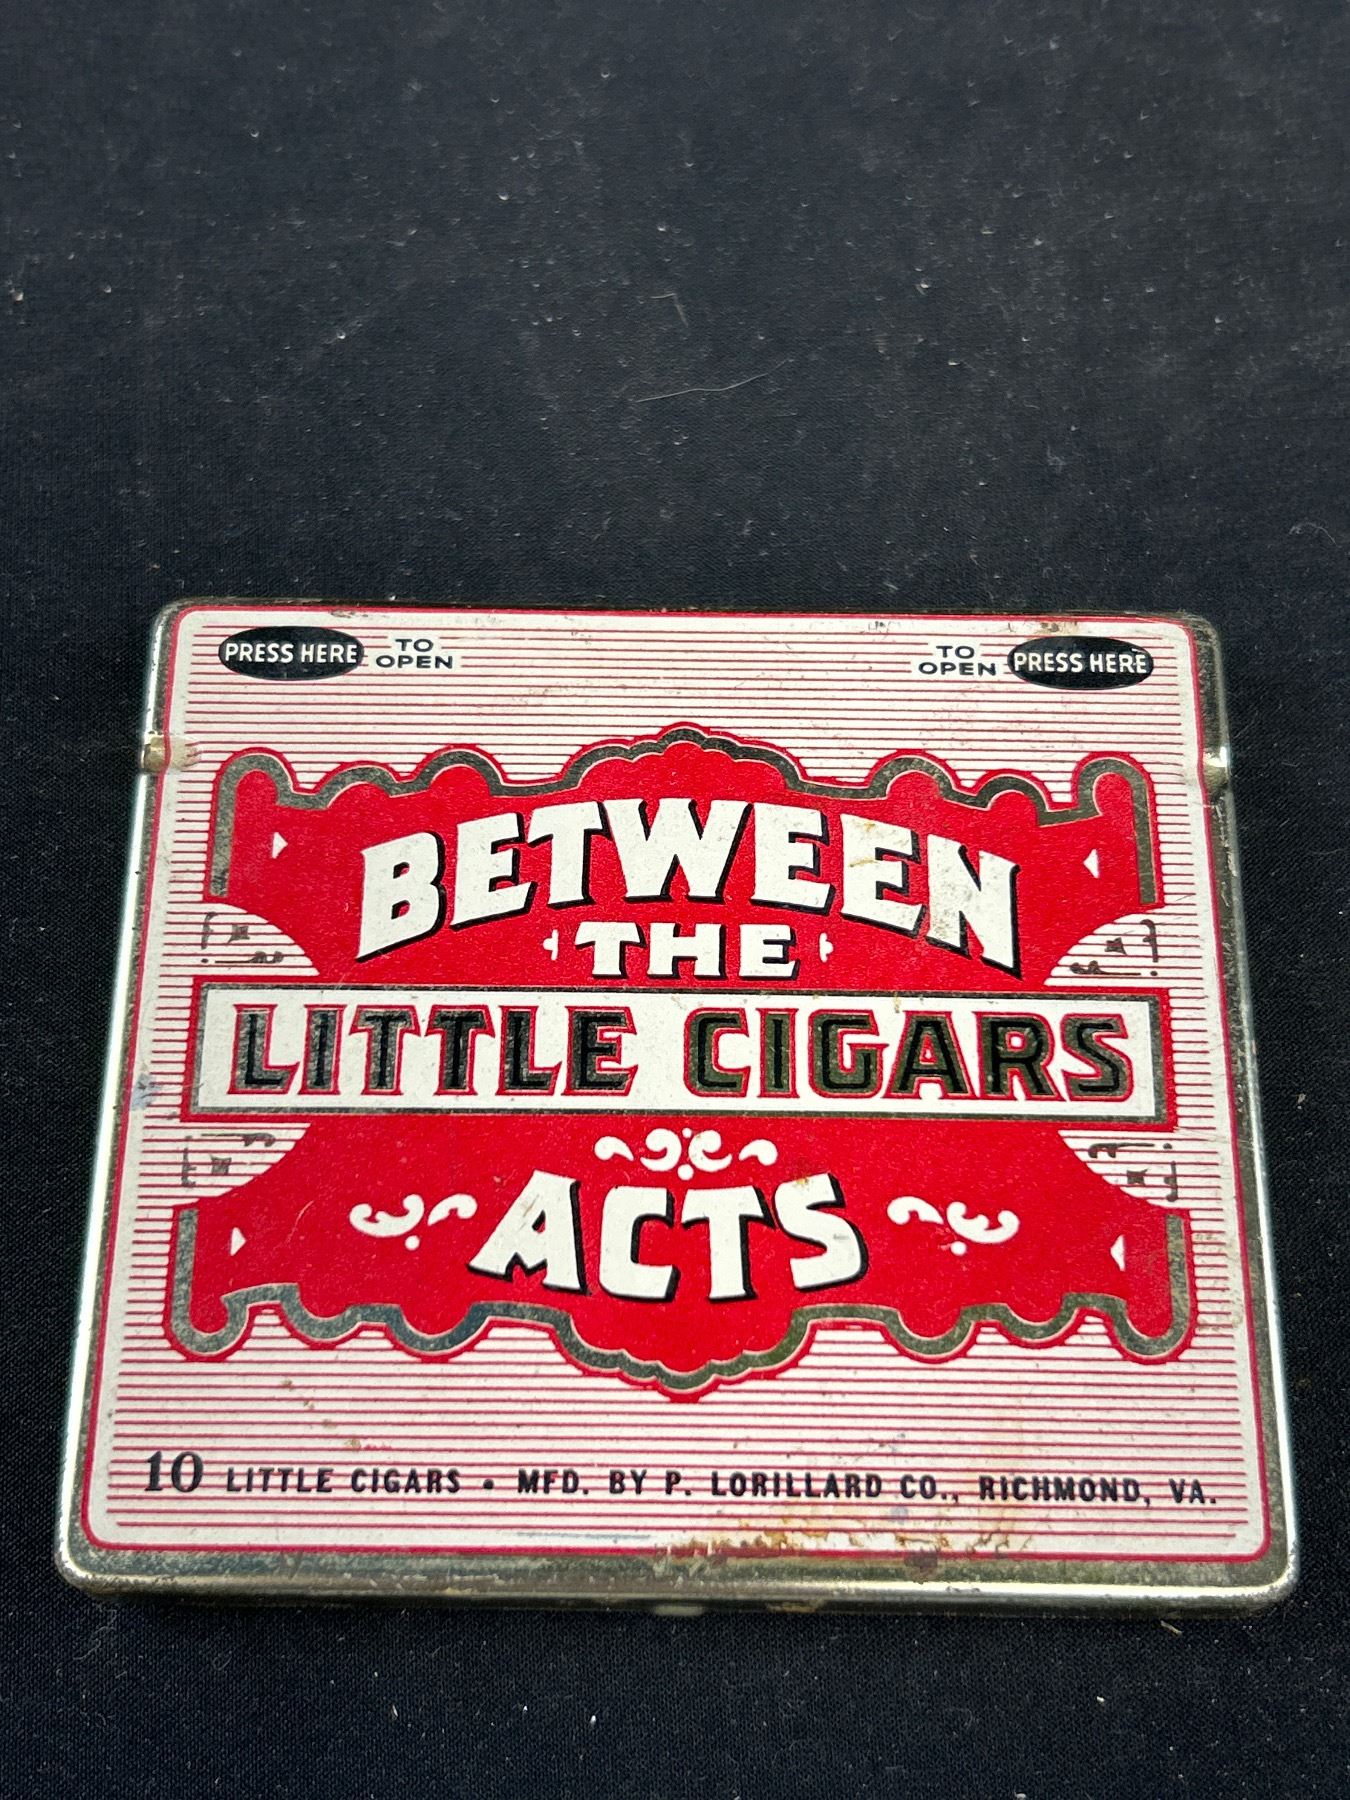 PRESS HERE TO OPEN
TO OPEN PRESS HERE
BETWEEN
THE
LITTLE CIGARS
ACTS
10 LITTLE CIGARS • MFD. BY P. LORILLARD CO., RICHMOND, VA.